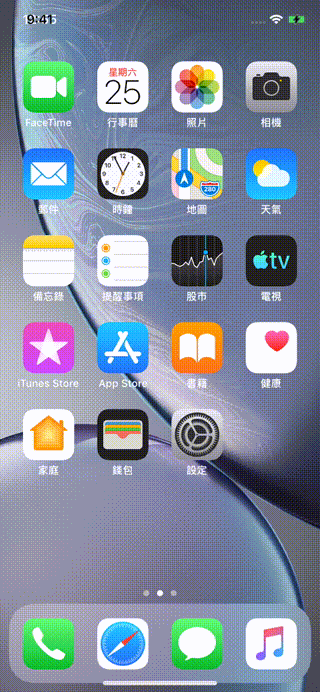 9:41
星期六
25
FaceTime 行事曆 照片 相機
280
郵件 時鐘 地圖 天氣
tv
備忘錄 提醒事項 股市 電視
iTunes Store App Store 書籍 健康
家庭 錢包 設定